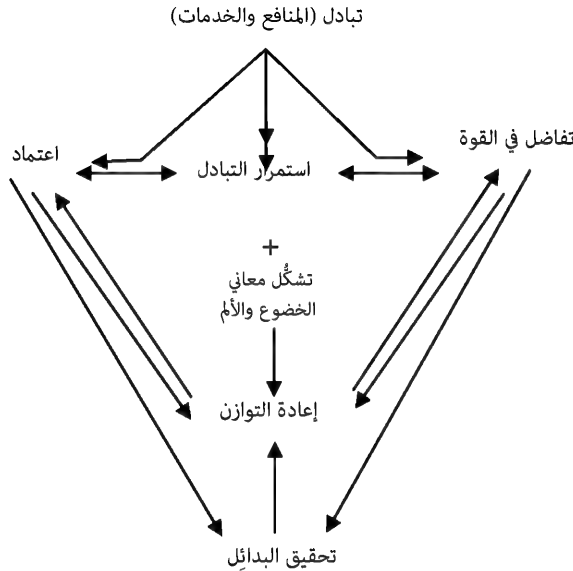 تبادل (المنافع والخدمات)
تفاضل في القوة
اعتماد
استمرار التبادل
+
تشكُّل معاني
الخضوع والألم
إعادة التوازن
تحقيق البدائِل